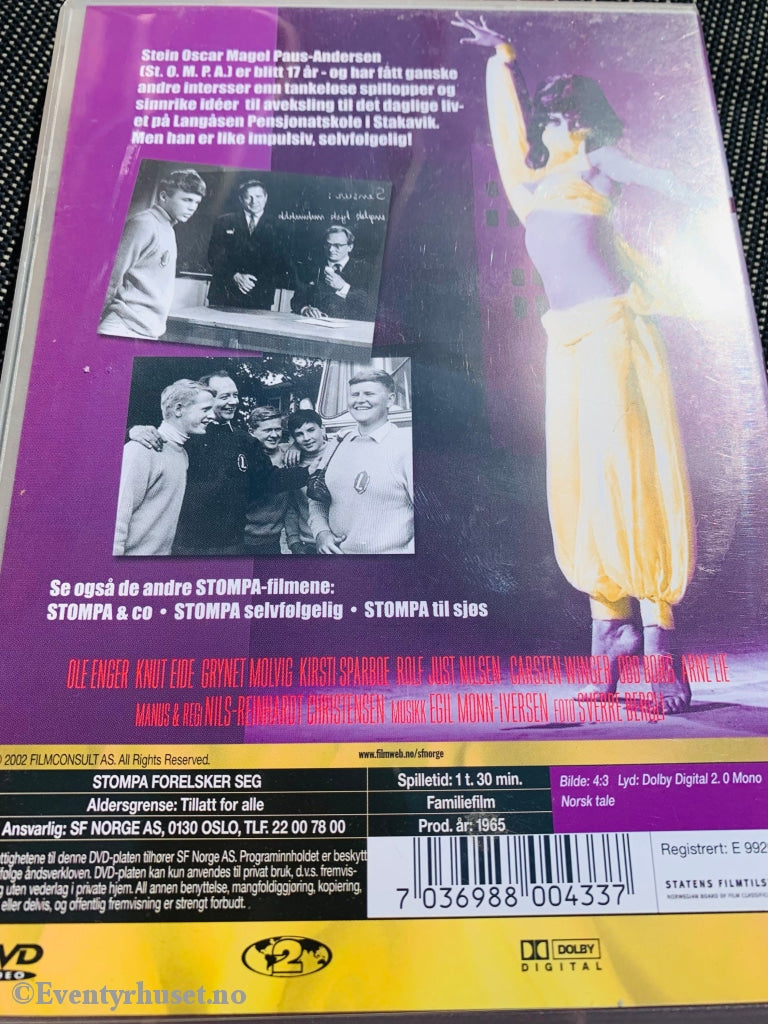 Stein Oscar Magel Paus-Andersen
(St. O. M. P. A.) er blitt 17 år - og har fått ganske
andre intersser enn tankeløse spillopper og
sinnrike idéer til aveksling til det daglige liv-
et på Langåsen Pensjonatskole i Stakavik.
Men han er like impulsiv, selvfølgelig!
Sensur:
Se også de andre STOMPA-filmene:
STOMPA & co • STOMPA selvfølgelig • STOMPA til sjøs
OLE ENGER KNUT EIDE GRYNET MOLVIG KIRSTI SPARBOE ROLF JUST NILSEN CARSTEN WINGER ODD BORG ARNE LIE
MANUS & REGI NILS-REINHARDT CHRISTENSEN MUSIKK EGIL MONN-IVERSEN FOTO SVERRE BERGLI
© 2002 FILMCONSULT AS. All Rights Reserved.
www.filmweb.no/sfnorge
STOMPA FORELSKER SEG
Aldersgrense: Tillatt for alle
Ansvarlig: SF NORGE AS, 0130 OSLO, TLF. 22 00 78 00
Spilletid: 1 t. 30 min.
Familiefilm
Prod. år: 1965
Bilde: 4:3 Lyd: Dolby Digital 2.0 Mono
Norsk tale
ttighetene til denne DVD-platen tilhører SF Norge AS. Programinnholdet er beskytt
følge åndsverkloven. DVD-platen kan kun anvendes til privat bruk, d.v.s. fremvis-
g uten vederlag i private hjem. All annen benyttelse, mangfoldiggjøring, kopiering,
eller delvis, og offentlig fremvisning er strengt forbudt.
7 036988 004337
Registrert: E 992
STATENS FILMTILS
NORWEGIAN BOARD OF FILM CLASSIFIC
DVD
VIDEO
2
DOLBY
DIGITAL
©Eventyrhuset.no